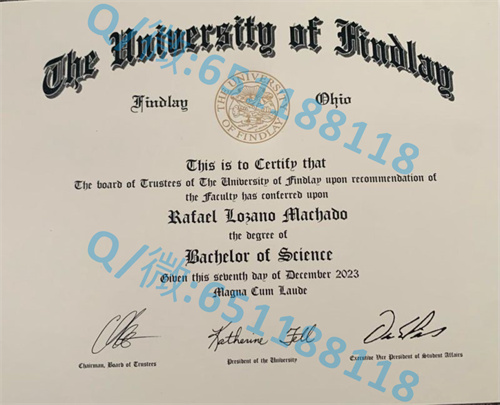 The University of Findlay
Findlay Ohio
THE UNIVERSITY OF FINDLAY
This is to Certify that
The board of Trustees of The University of Findlay upon recommendation of
the Faculty has conferred upon
Rafael Lozano Machado
the degree of
Bachelor of Science
Given this seventh day of December 2023
Magna Cum Laude
Katherine Fell
Chairman, Board of Trustees
President of the University
Executive Vice President of Student Affairs
Q/微:651188118
Q/微:651188118